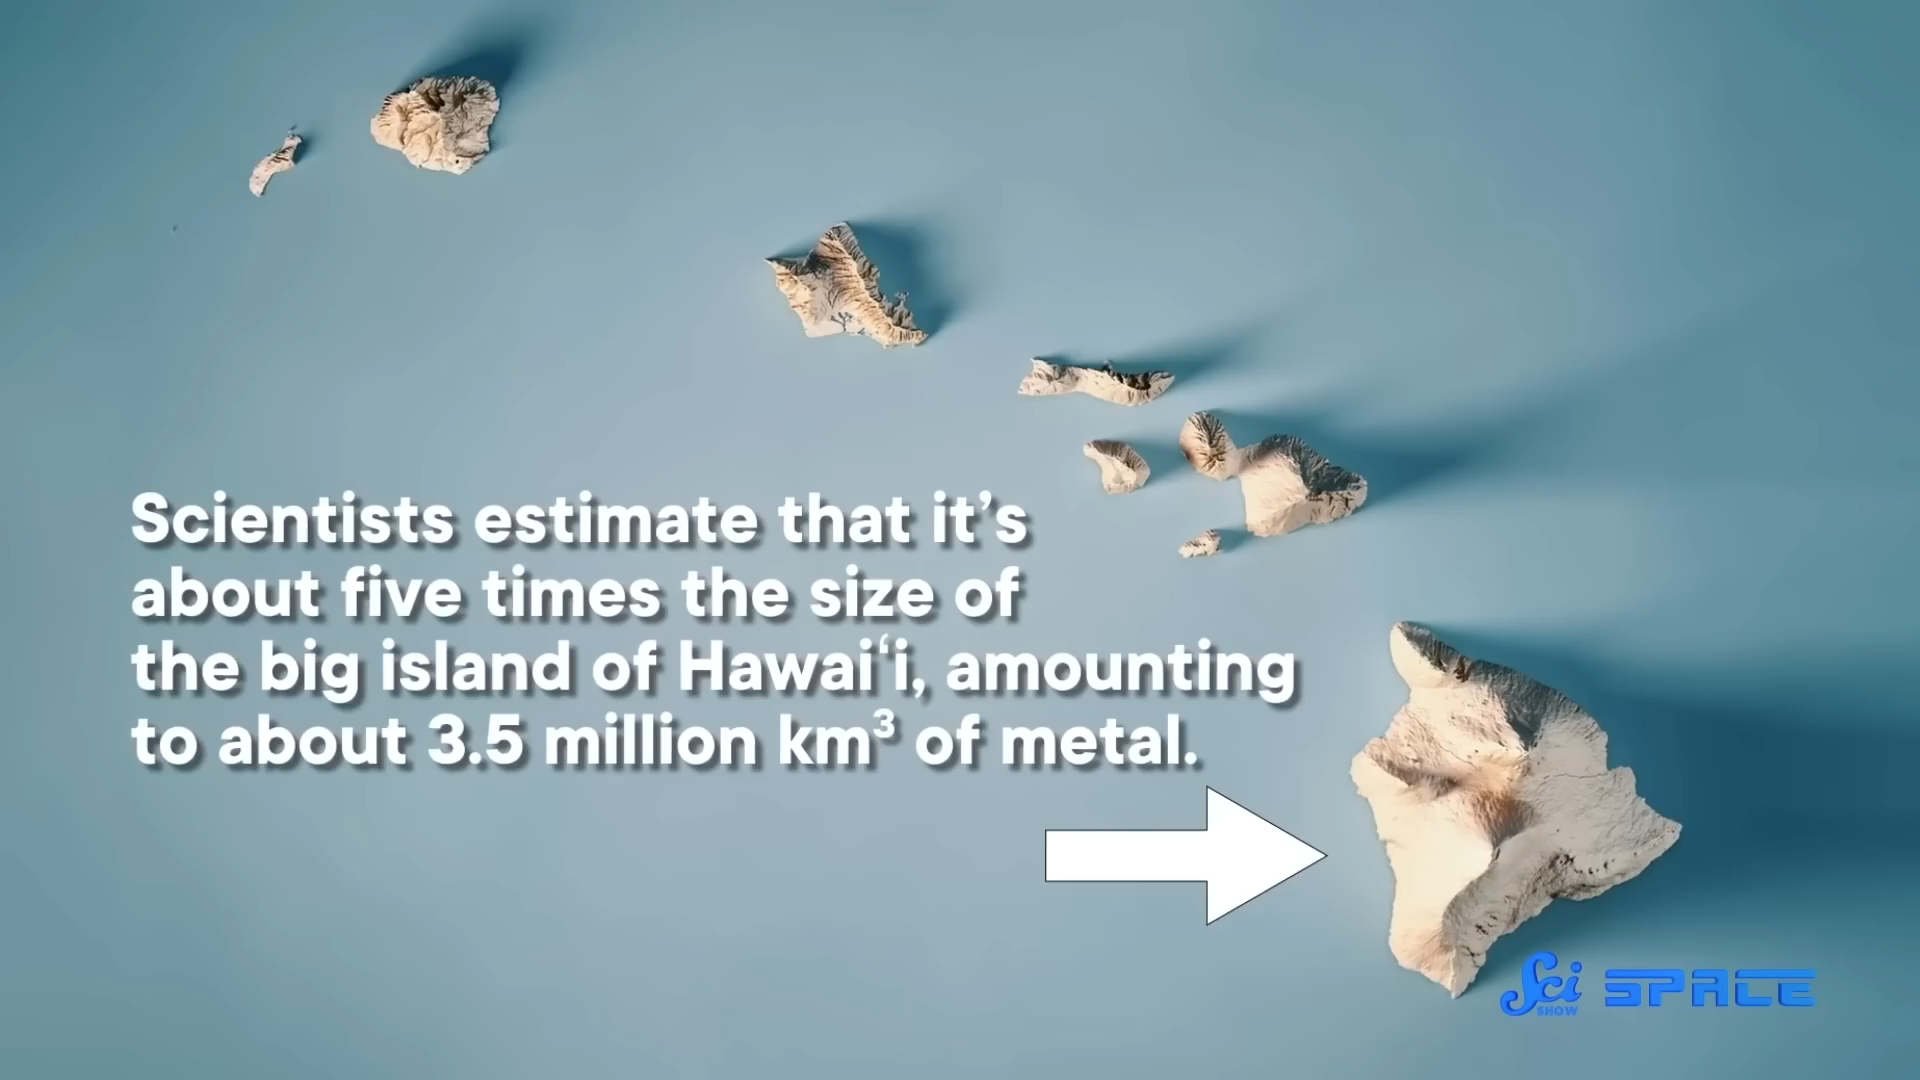 Scientists estimate that it’s
about five times the size of
the big island of Hawaiʻi, amounting
to about 3.5 million km³ of metal.
Sci SHOW SPACE